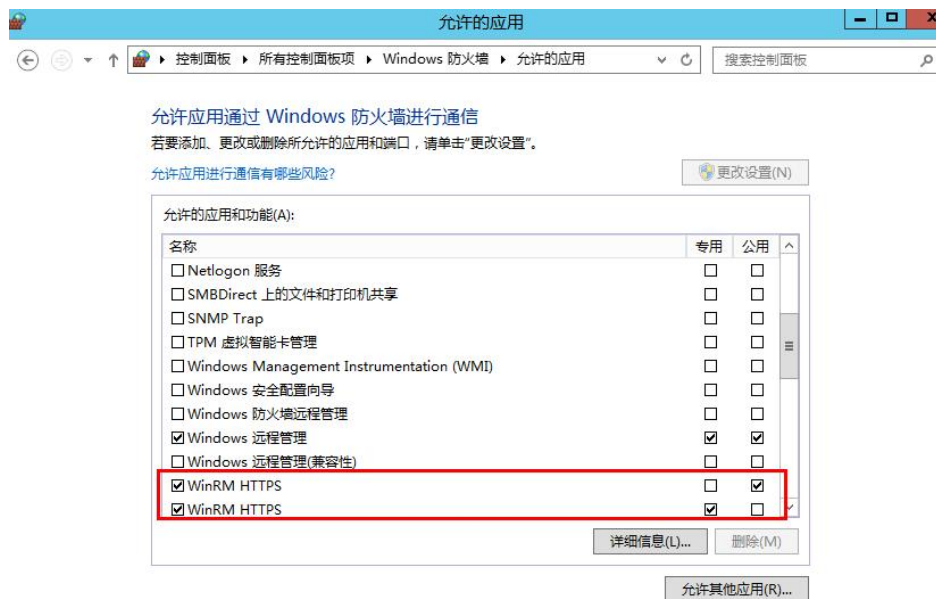 允许的应用
控制面板 所有控制面板项 Windows 防火墙 允许的应用 搜索控制面板
允许应用通过 Windows 防火墙进行通信
若要添加、更改或删除所允许的应用和端口，请单击"更改设置"。
允许应用进行通信有哪些风险? 更改设置(N)
允许的应用和功能(A):
名称 专用 公用
Netlogon 服务
SMBDirect 上的文件和打印机共享
SNMP Trap
TPM 虚拟智能卡管理
Windows Management Instrumentation (WMI)
Windows 安全配置向导
Windows 防火墙远程管理
Windows 远程管理
Windows 远程管理(兼容性)
WinRM HTTPS
WinRM HTTPS
详细信息(L)... 删除(M)
允许其他应用(R)...